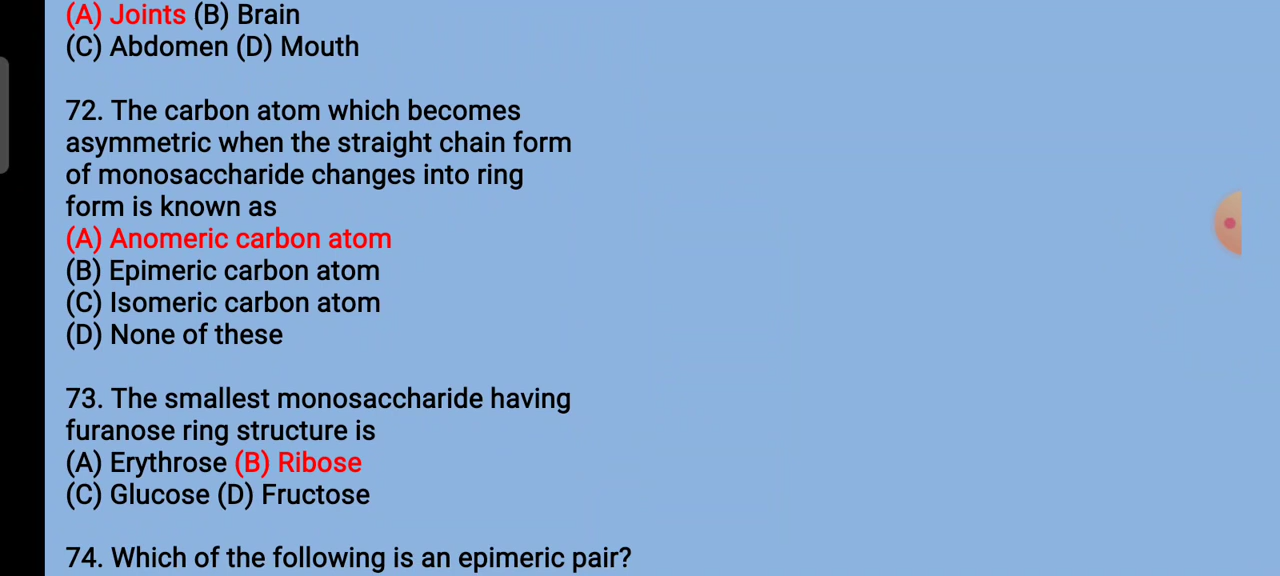 (A) Joints (B) Brain
(C) Abdomen (D) Mouth
72. The carbon atom which becomes
asymmetric when the straight chain form
of monosaccharide changes into ring
form is known as
(A) Anomeric carbon atom
(B) Epimeric carbon atom
(C) Isomeric carbon atom
(D) None of these
73. The smallest monosaccharide having
furanose ring structure is
(A) Erythrose (B) Ribose
(C) Glucose (D) Fructose
74. Which of the following is an epimeric pair?